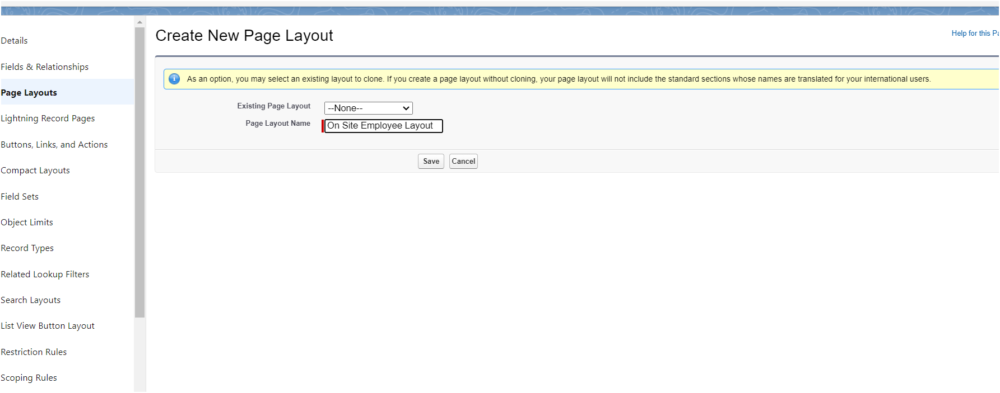 Details
Fields & Relationships
Page Layouts
Lightning Record Pages
Buttons, Links, and Actions
Compact Layouts
Field Sets
Object Limits
Record Types
Related Lookup Filters
Search Layouts
List View Button Layout
Restriction Rules
Scoping Rules
Create New Page Layout
Help for this Pa
As an option, you may select an existing layout to clone. If you create a page layout without cloning, your page layout will not include the standard sections whose names are translated for your international users.
Existing Page Layout --None--
Page Layout Name On Site Employee Layout
Save Cancel